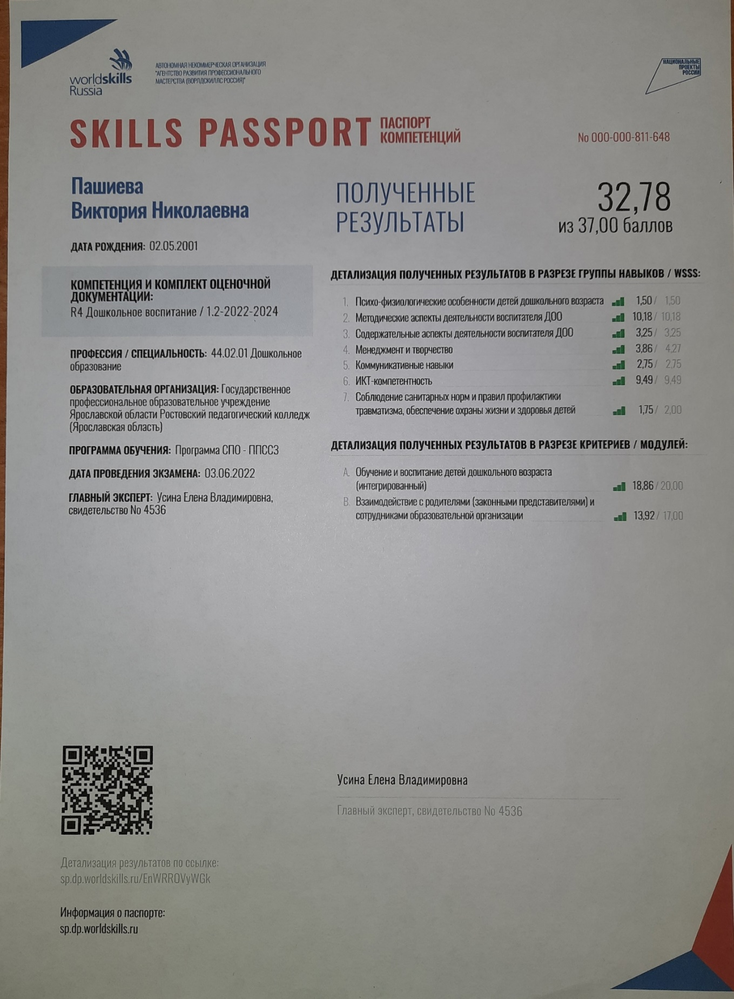 worldskills
Russia
АВТОНОМНАЯ НЕКОММЕРЧЕСКАЯ ОРГАНИЗАЦИЯ
"АГЕНТСТВО РАЗВИТИЯ ПРОФЕССИОНАЛЬНОГО
МАСТЕРСТВА (ВОРЛДСКИЛЛС РОССИЯ)"
НАЦИОНАЛЬНЫЕ
ПРОЕКТЫ
РОССИИ
SKILLS PASSPORT
ПАСПОРТ
КОМПЕТЕНЦИЙ
No 000-000-811-648
Пашиева
Виктория Николаевна
ДАТА РОЖДЕНИЯ: 02.05.2001
КОМПЕТЕНЦИЯ И КОМПЛЕКТ ОЦЕНОЧНОЙ
ДОКУМЕНТАЦИИ:
R4 Дошкольное воспитание / 1.2-2022-2024
ПРОФЕССИЯ / СПЕЦИАЛЬНОСТЬ: 44.02.01 Дошкольное
образование
ОБРАЗОВАТЕЛЬНАЯ ОРГАНИЗАЦИЯ: Государственное
профессиональное образовательное учреждение
Ярославской области Ростовский педагогический колледж
(Ярославская область)
ПРОГРАММА ОБУЧЕНИЯ: Программа СПО - ППССЗ
ДАТА ПРОВЕДЕНИЯ ЭКЗАМЕНА: 03.06.2022
ГЛАВНЫЙ ЭКСПЕРТ: Усина Елена Владимировна,
свидетельство No 4536
ПОЛУЧЕННЫЕ
РЕЗУЛЬТАТЫ
32,78
из 37,00 баллов
ДЕТАЛИЗАЦИЯ ПОЛУЧЕННЫХ РЕЗУЛЬТАТОВ В РАЗРЕЗЕ ГРУППЫ НАВЫКОВ / WSSS:
1. Психо-физиологические особенности детей дошкольного возраста 1,50 / 1,50
2. Методические аспекты деятельности воспитателя ДОО 10,18 / 10,18
3. Содержательные аспекты деятельности воспитателя ДОО 3,25 / 3,25
4. Менеджмент и творчество 3,86 / 4,27
5. Коммуникативные навыки 2,75 / 2,75
6. ИКТ-компетентность 9,49 / 9,49
7. Соблюдение санитарных норм и правил профилактики
травматизма, обеспечение охраны жизни и здоровья детей 1,75 / 2,00
ДЕТАЛИЗАЦИЯ ПОЛУЧЕННЫХ РЕЗУЛЬТАТОВ В РАЗРЕЗЕ КРИТЕРИЕВ / МОДУЛЕЙ:
A. Обучение и воспитание детей дошкольного возраста
(интегрированный) 18,86 / 20,00
B. Взаимодействие с родителями (законными представителями) и
сотрудниками образовательной организации 13,92 / 17,00
Усина Елена Владимировна
Главный эксперт, свидетельство No 4536
Детализация результатов по ссылке:
sp.dp.worldskills.ru/EnWRROVyWGk
Информация о паспорте:
sp.dp.worldskills.ru